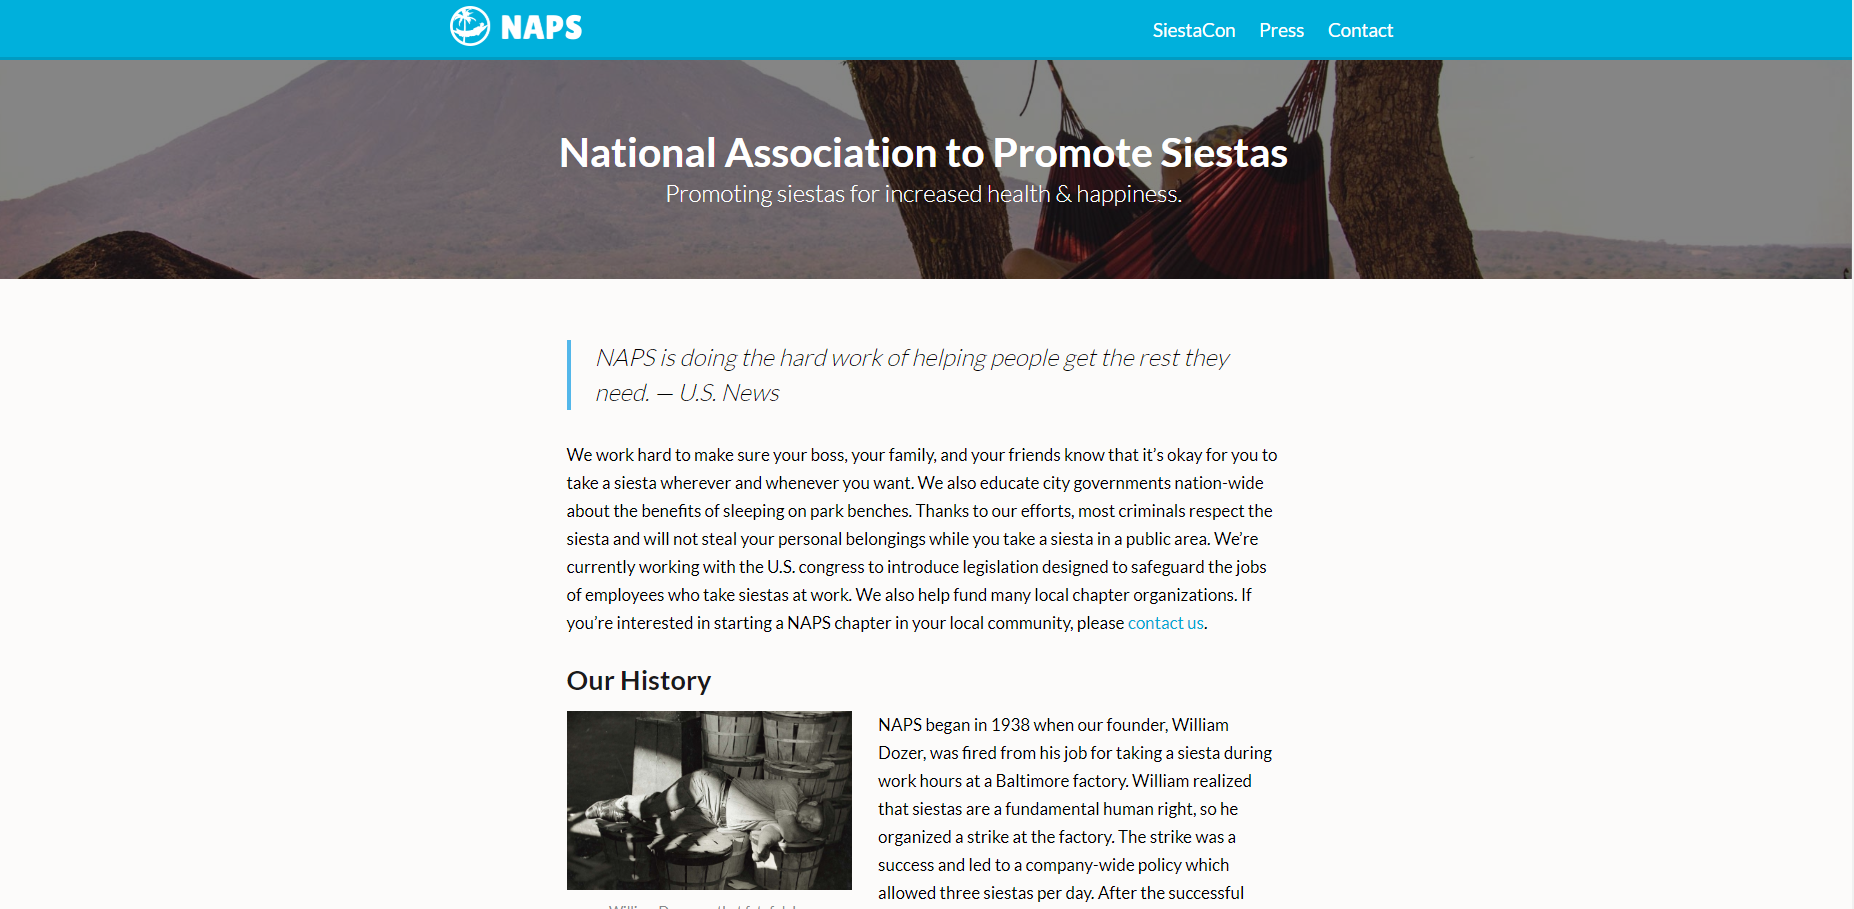 NAPS
SiestaCon Press Contact
National Association to Promote Siestas
Promoting siestas for increased health & happiness.
NAPS is doing the hard work of helping people get the rest they
need. — U.S. News
We work hard to make sure your boss, your family, and your friends know that it’s okay for you to
take a siesta wherever and whenever you want. We also educate city governments nation-wide
about the benefits of sleeping on park benches. Thanks to our efforts, most criminals respect the
siesta and will not steal your personal belongings while you take a siesta in a public area. We’re
currently working with the U.S. congress to introduce legislation designed to safeguard the jobs
of employees who take siestas at work. We also help fund many local chapter organizations. If
you’re interested in starting a NAPS chapter in your local community, please contact us.
Our History
NAPS began in 1938 when our founder, William
Dozer, was fired from his job for taking a siesta during
work hours at a Baltimore factory. William realized
that siestas are a fundamental human right, so he
organized a strike at the factory. The strike was a
success and led to a company-wide policy which
allowed three siestas per day. After the successful